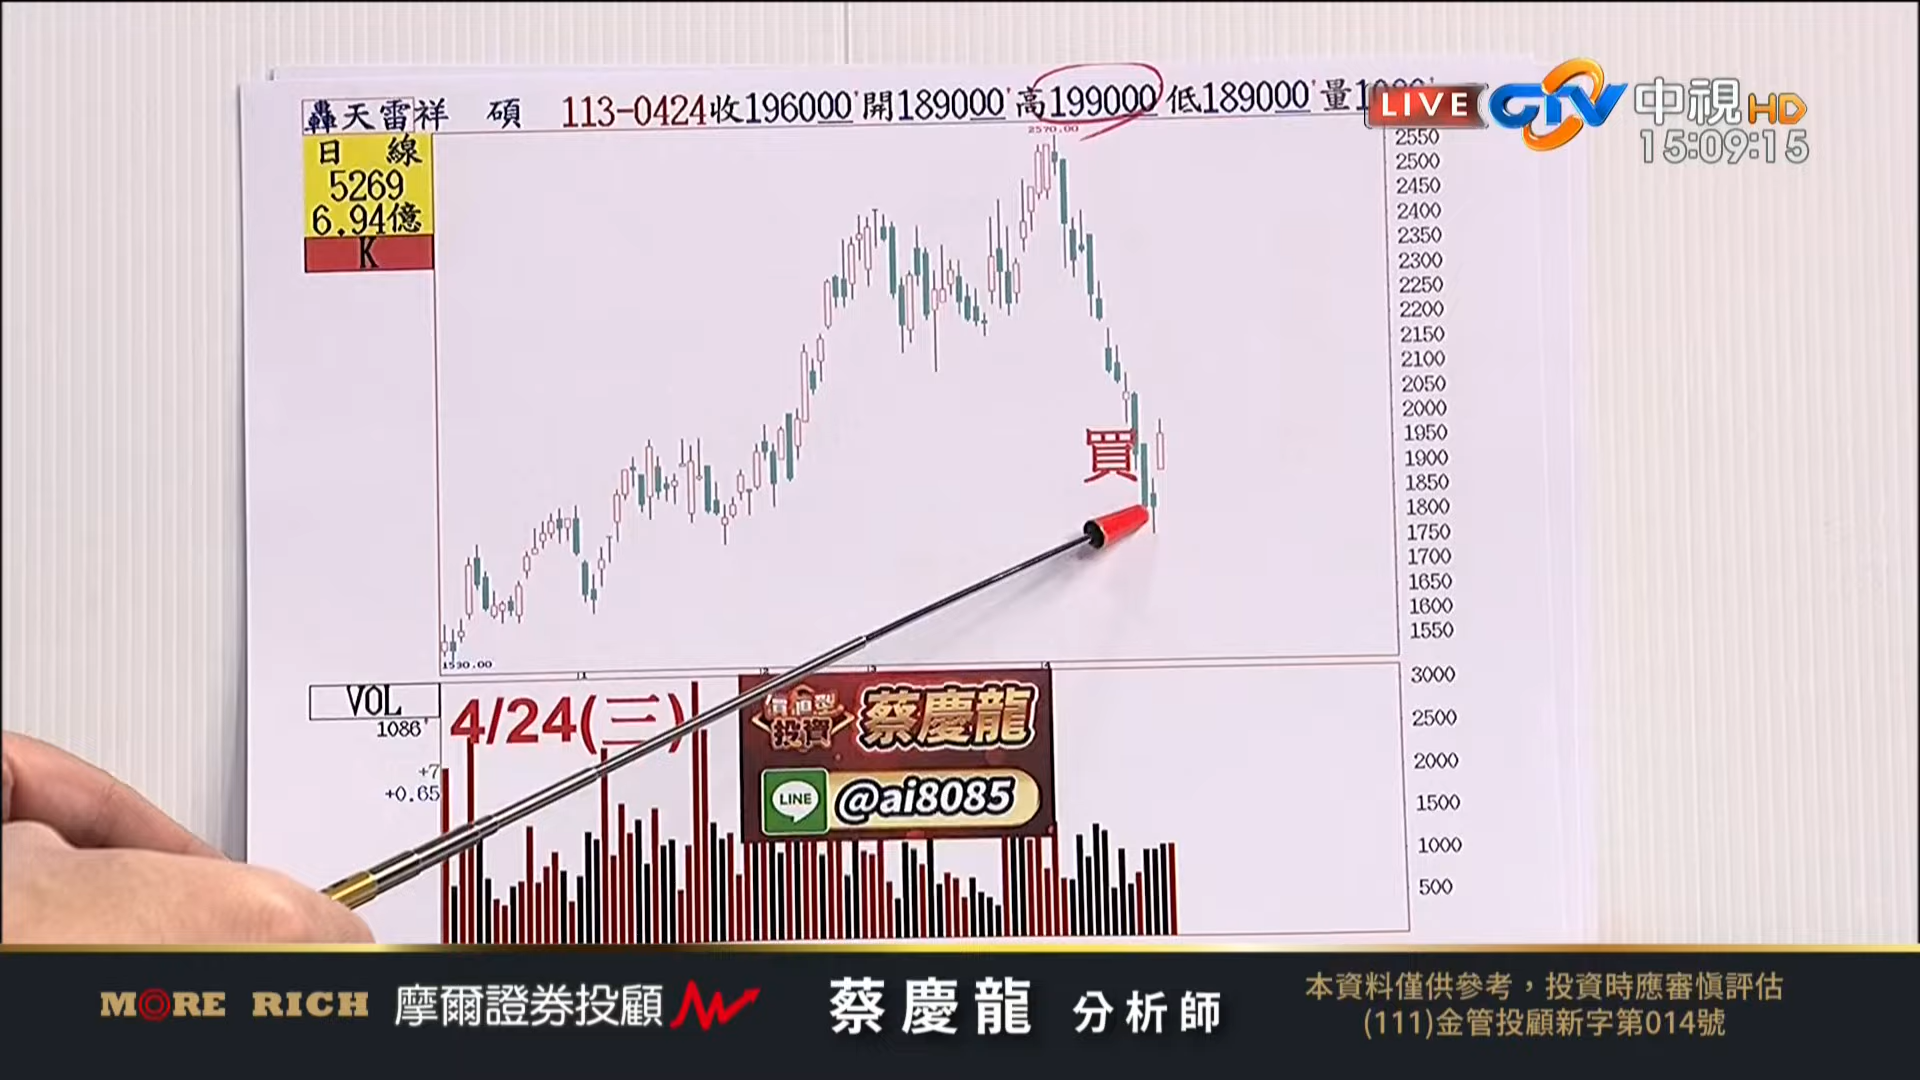 轟天雷祥碩 113-0424收196000' 開189000' 高199000' 低189000' 量
LIVE CTV 中視HD
15:09:15
日線
5269
6.94億
K
2570.00
2550
2500
2450
2400
2350
2300
2250
2200
2150
2100
2050
2000
1950
1900
1850
1800
1750
1700
1650
1600
1550
買
1530.00
VOL
1086'
+7
+0.65
4/24(三)
3000
2500
2000
1500
1000
500
價值型
投資
蔡慶龍
LINE @ai8085
MORE RICH 摩爾證券投顧
蔡慶龍 分析師
本資料僅供參考，投資時應審慎評估
(111)金管投顧新字第014號